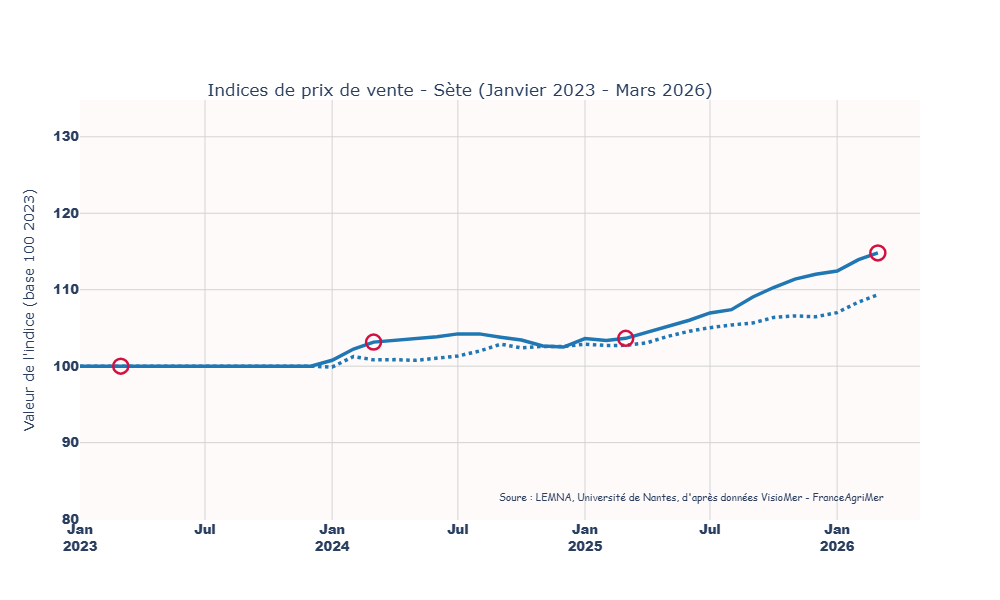 Indices de prix de vente - Sète (Janvier 2023 - Mars 2026)
Valeur de l'indice (base 100 2023)
130
120
110
100
90
80
Soure : LEMNA, Université de Nantes, d'après données VisioMer - FranceAgriMer
Jan Jul Jan Jul Jan Jul Jan
2023 2024 2025 2026